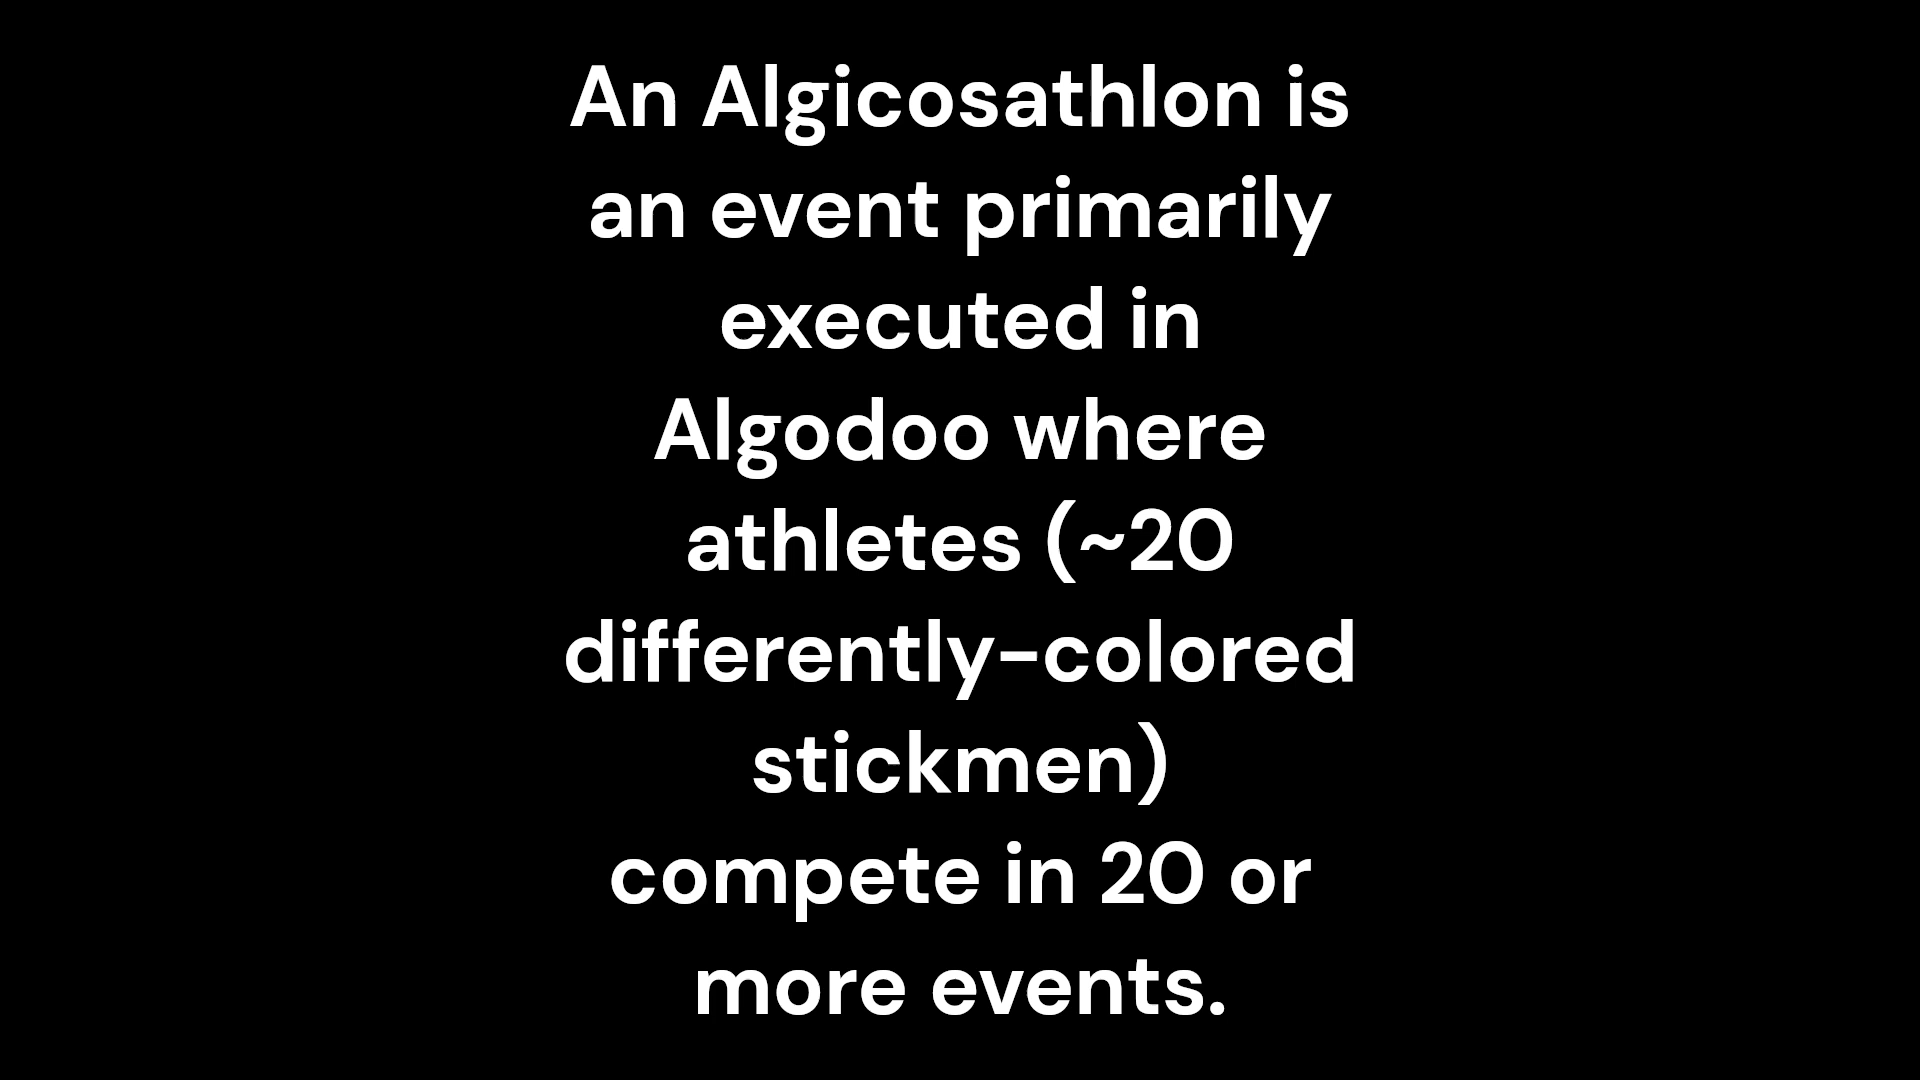 An Algicosathlon is
an event primarily
executed in
Algodoo where
athletes (~20
differently-colored
stickmen)
compete in 20 or
more events.